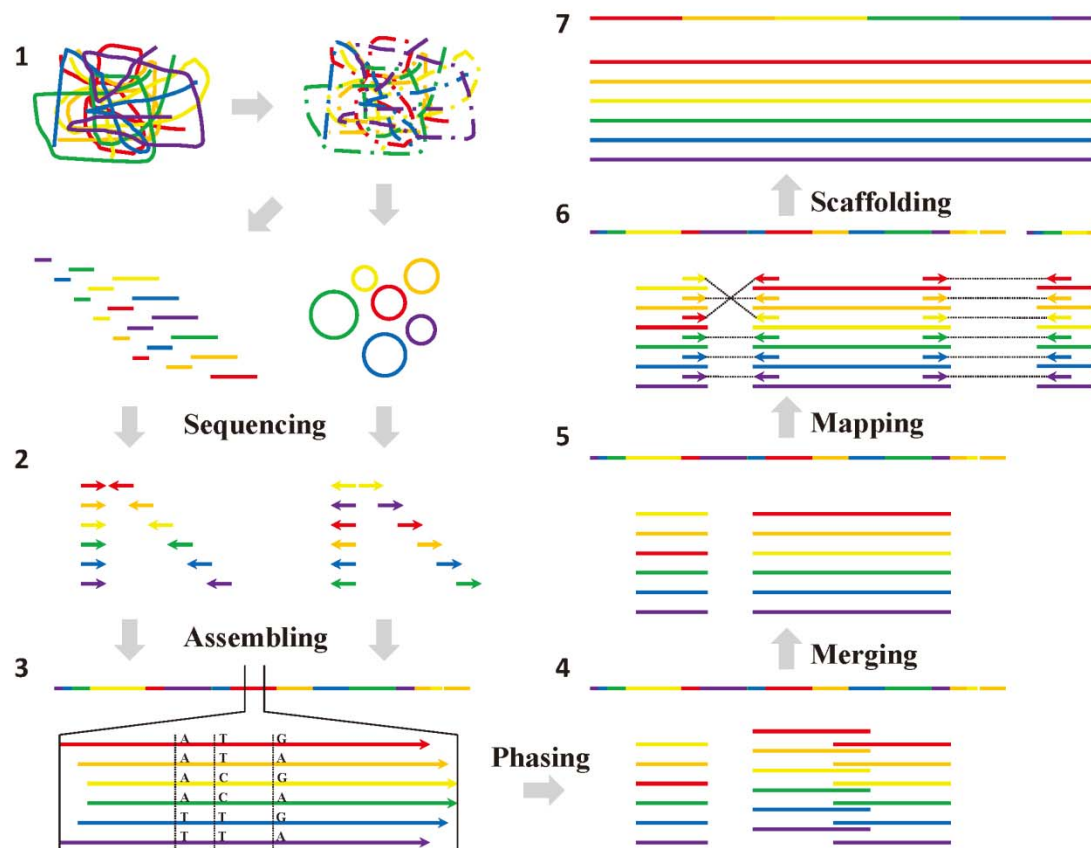 1
Sequencing
2
Assembling
3
A T G
A T A
A C G
A C A
T T G
T T A
Phasing
4
Merging
5
Mapping
6
Scaffolding
7